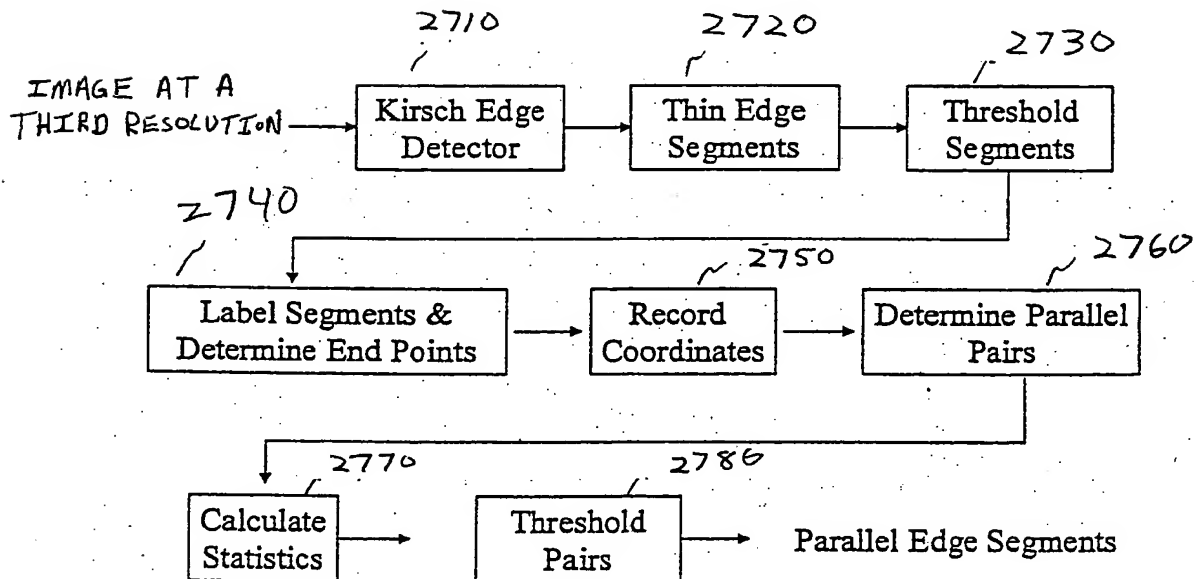 2710
2720
2730
IMAGE AT A
THIRD RESOLUTION
Kirsch Edge
Detector
Thin Edge
Segments
Threshold
Segments
2740
2750
2760
Label Segments &
Determine End Points
Record
Coordinates
Determine Parallel
Pairs
2770
2786
Calculate
Statistics
Threshold
Pairs
Parallel Edge Segments